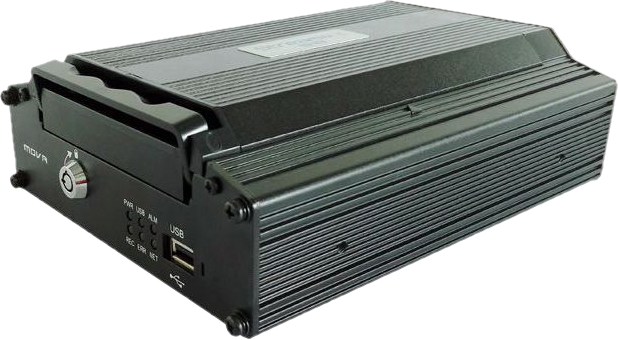 MDVR
PWR USB ALM
USB
REC ERR NET